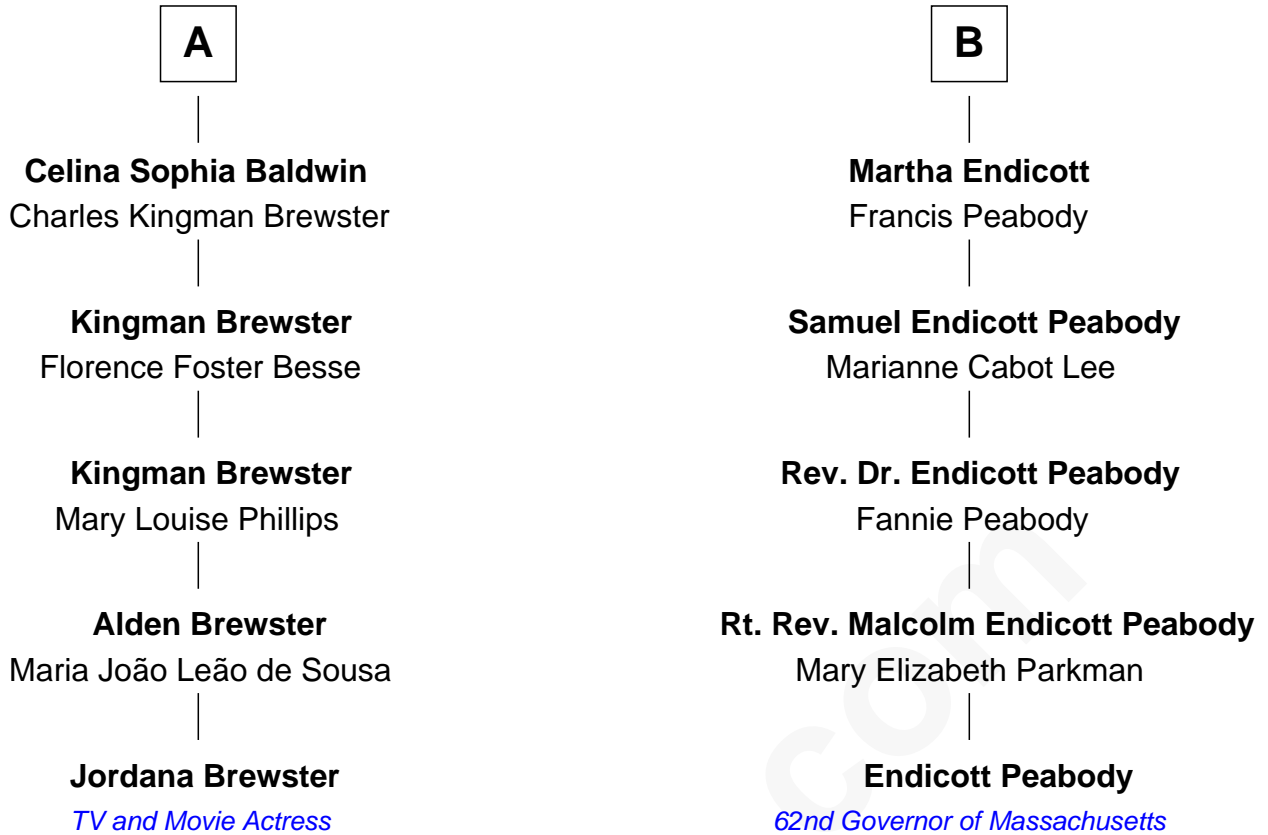 A
Celina Sophia Baldwin
Charles Kingman Brewster
Kingman Brewster
Florence Foster Besse
Kingman Brewster
Mary Louise Phillips
Alden Brewster
Maria João Leão de Sousa
Jordana Brewster
TV and Movie Actress
B
Martha Endicott
Francis Peabody
Samuel Endicott Peabody
Marianne Cabot Lee
Rev. Dr. Endicott Peabody
Fannie Peabody
Rt. Rev. Malcolm Endicott Peabody
Mary Elizabeth Parkman
Endicott Peabody
62nd Governor of Massachusetts
com